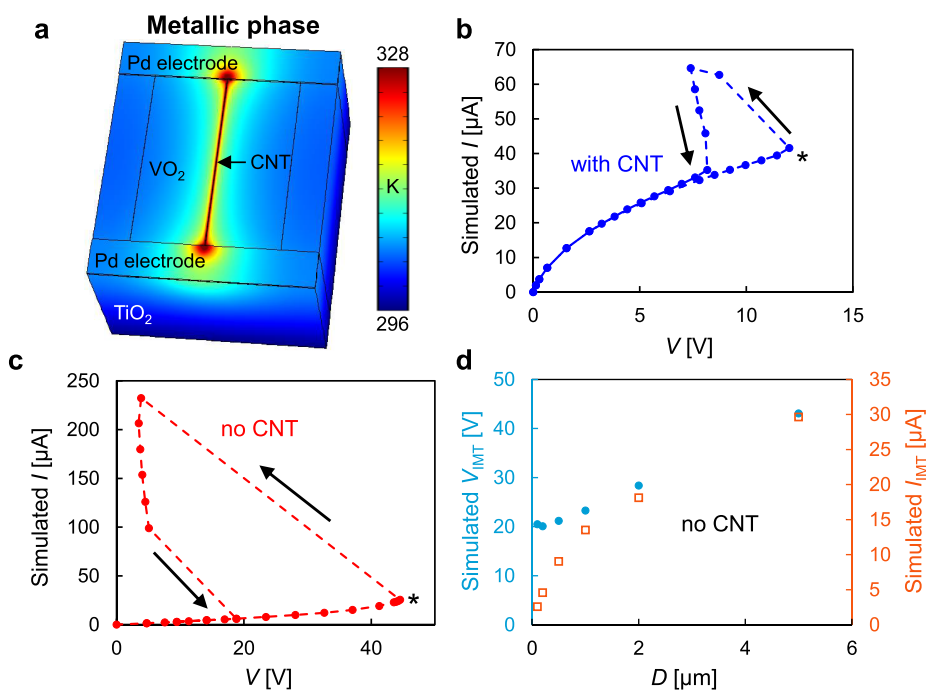 a
Metallic phase
Pd electrode
VO2
CNT
Pd electrode
TiO2
328
K
296
b
Simulated I [µA]
70
60
50
40
30
20
10
0
with CNT
*
0 5 10 15
V [V]
c
Simulated I [µA]
250
200
150
100
50
0
no CNT
*
0 20 40
V [V]
d
Simulated VIMT [V]
50
40
30
20
10
0
no CNT
35
30
25
20
15
10
5
0
Simulated IIMT [µA]
0 2 4 6
D [µm]